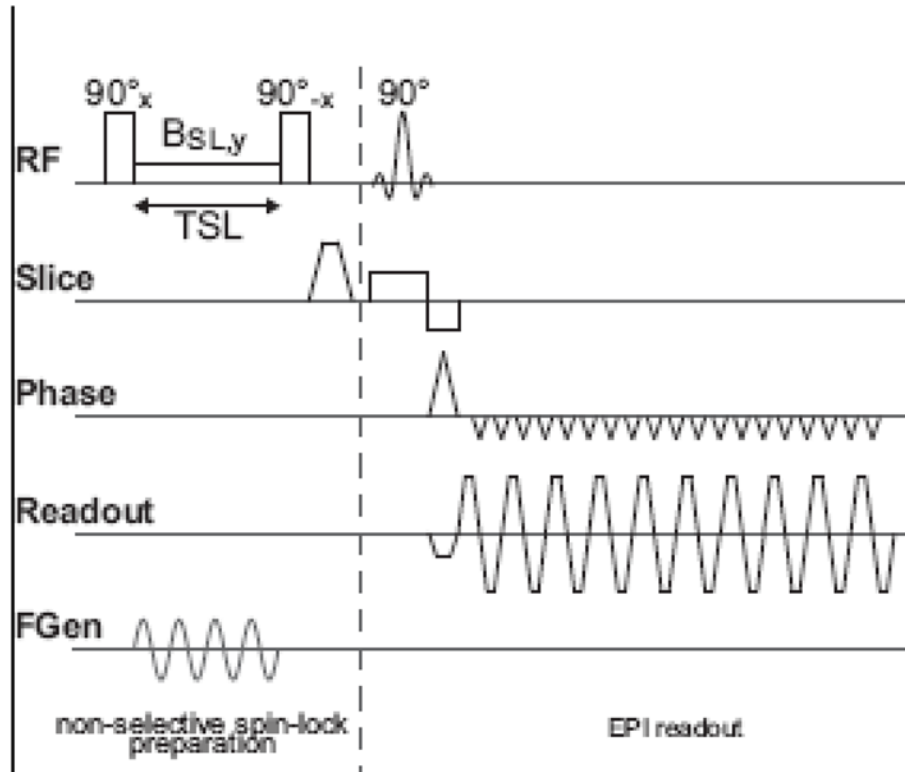 90°x 90°-x 90°
BSL,y
RF
TSL
Slice
Phase
Readout
FGen
non-selective spin-lock
preparation
EPI readout